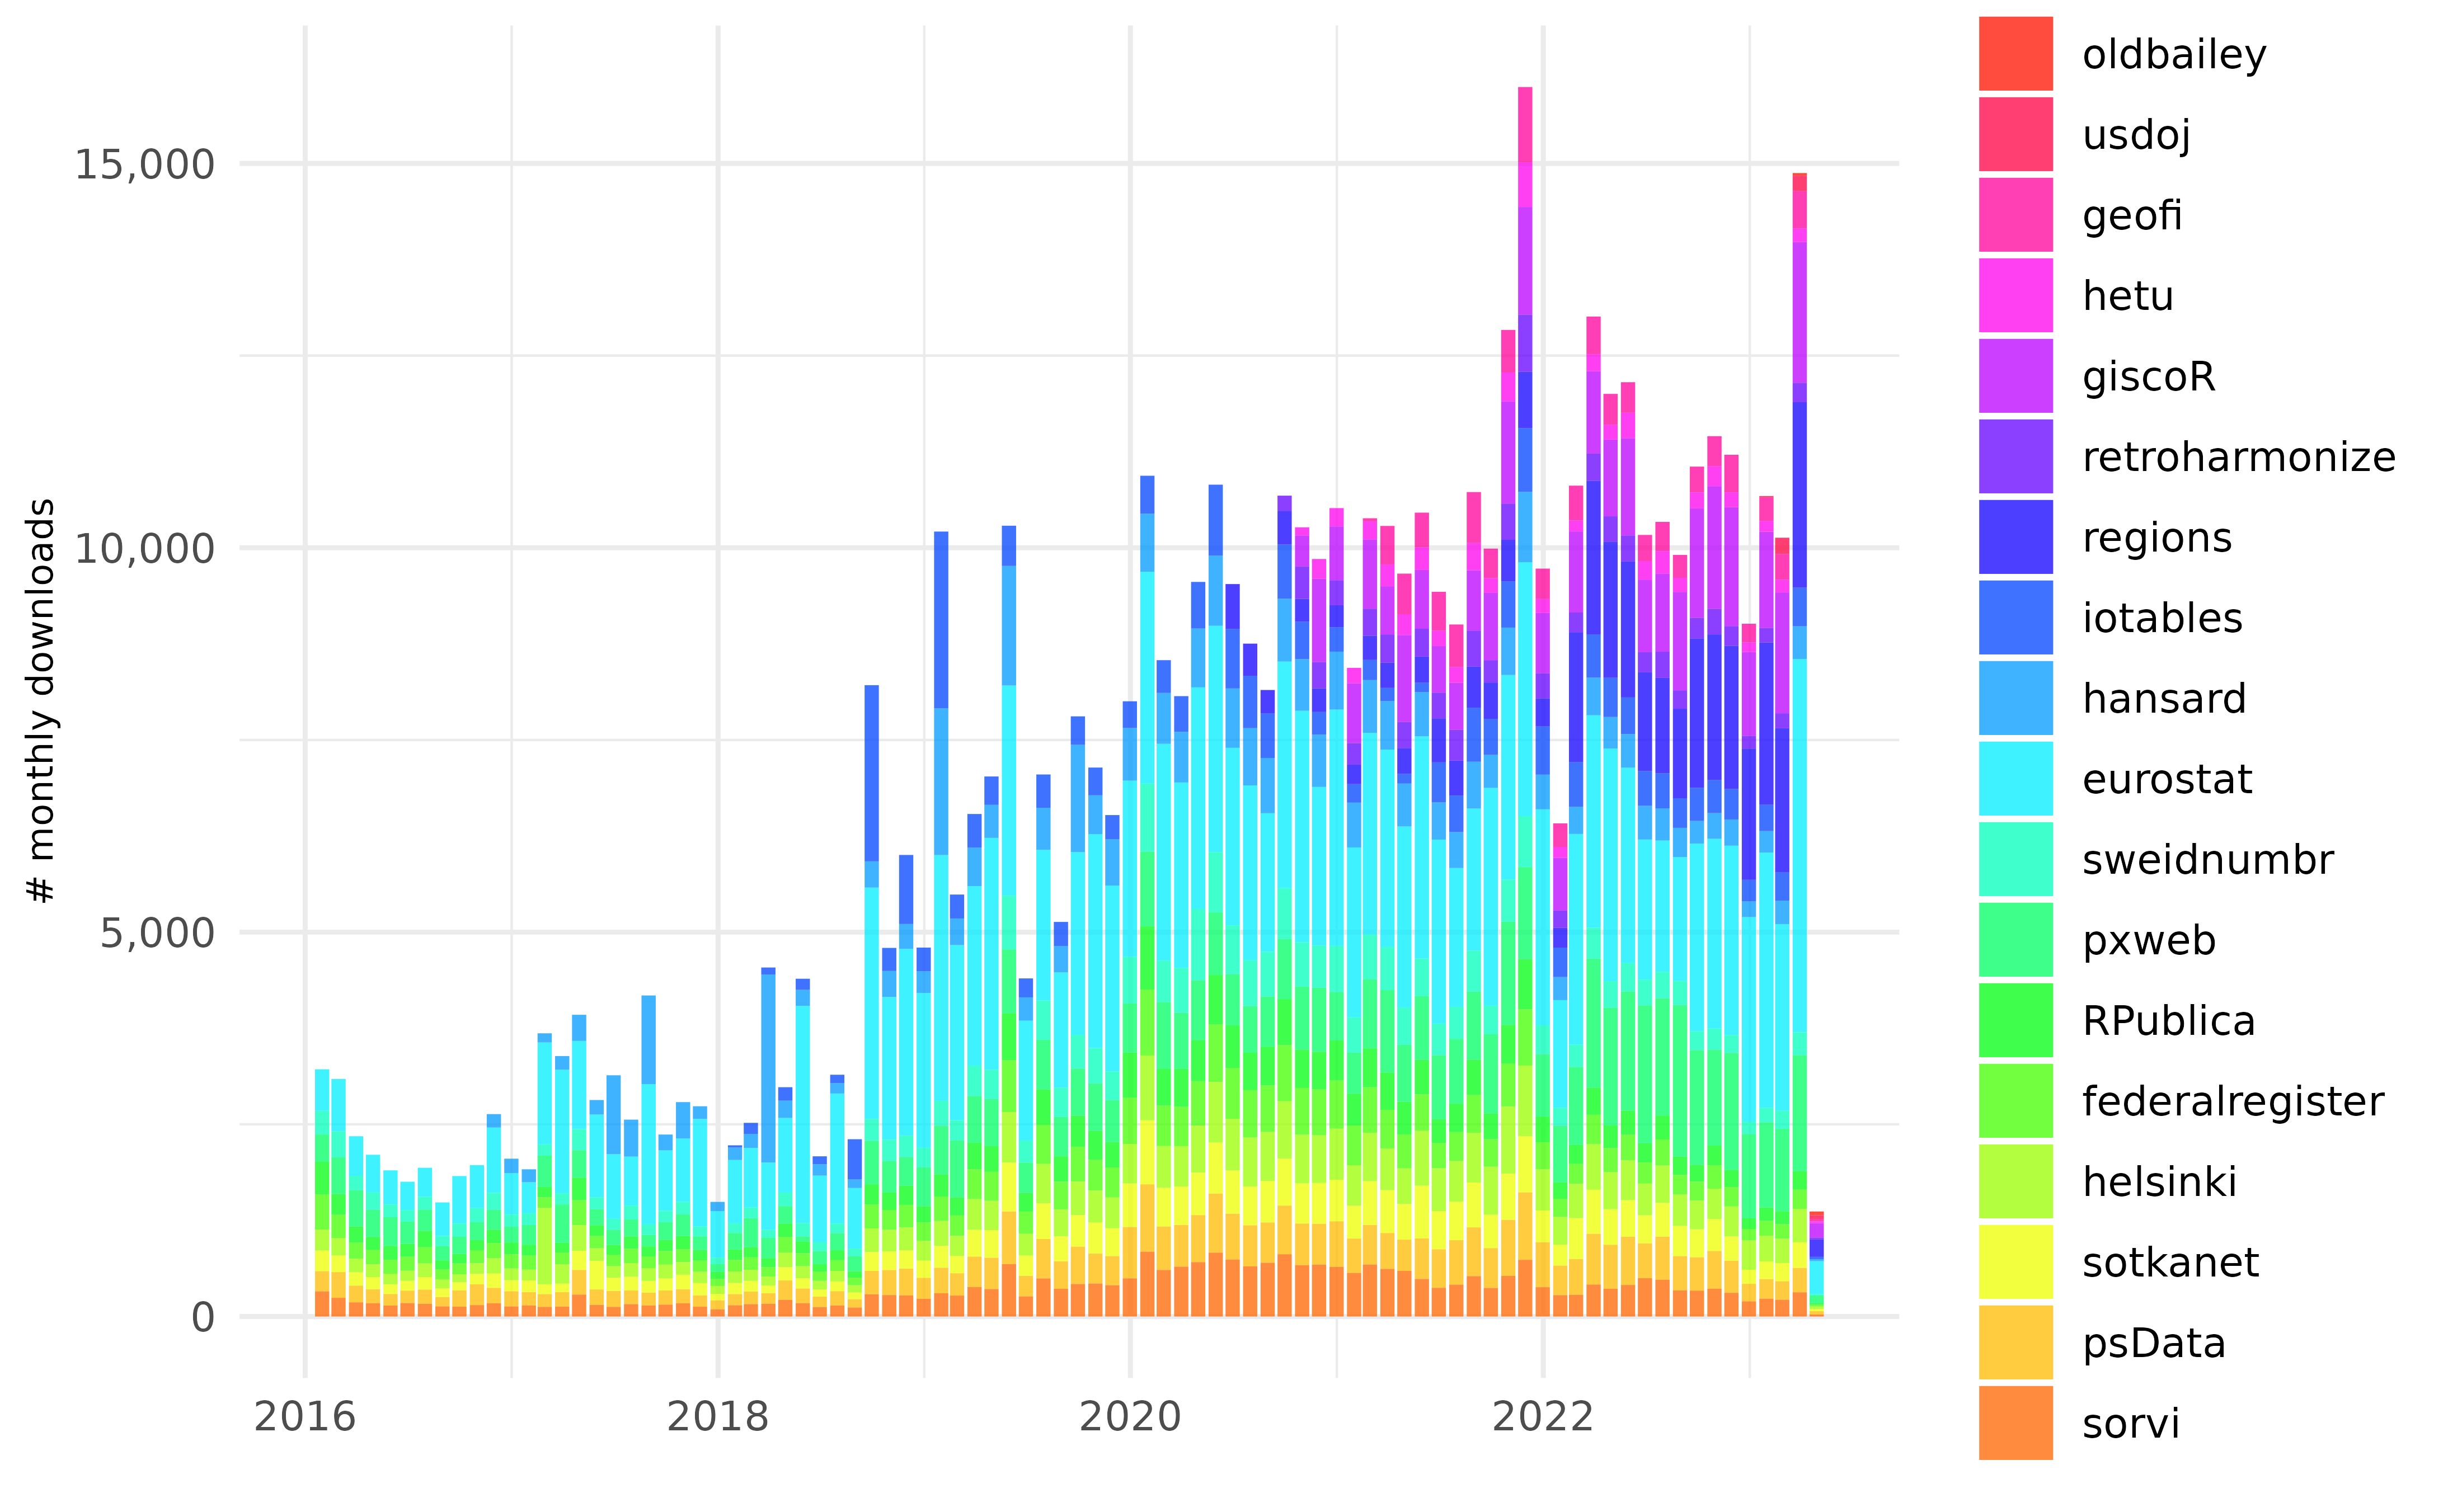 # monthly downloads
15,000
10,000
5,000
0
2016
2018
2020
2022
oldbailey
usdoj
geofi
hetu
giscoR
retroharmonize
regions
iotables
hansard
eurostat
sweidnumbr
pxweb
RPublica
federalregister
helsinki
sotkanet
psData
sorvi